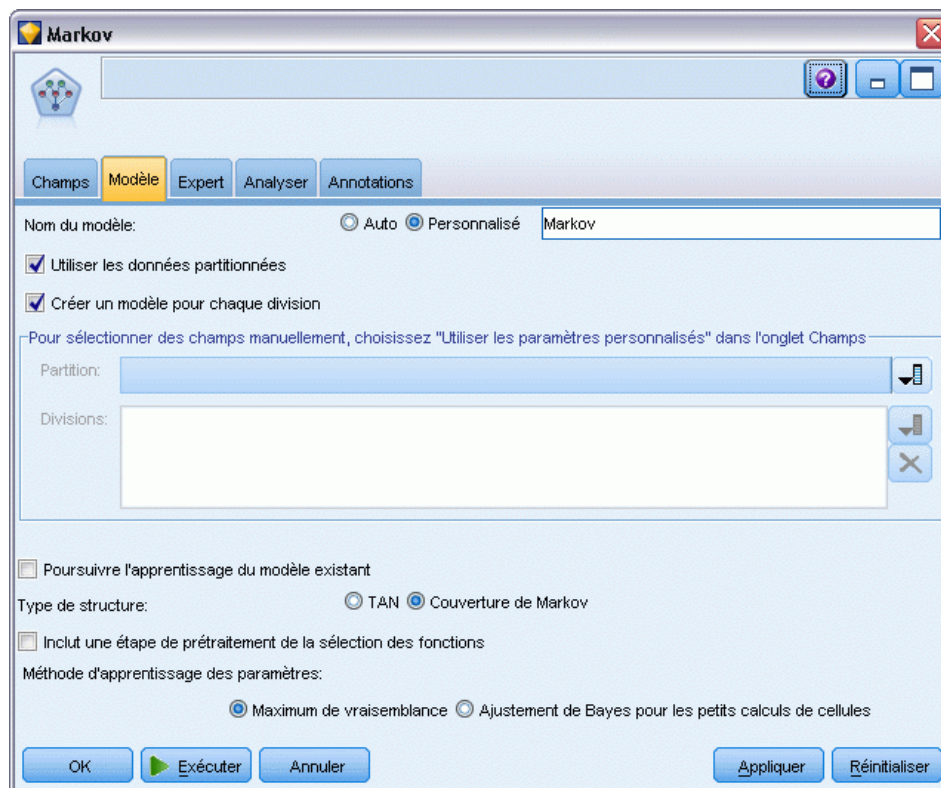 Markov
Champs Modèle Expert Analyser Annotations
Nom du modèle: Auto Personnalisé Markov
Utiliser les données partitionnées
Créer un modèle pour chaque division
Pour sélectionner des champs manuellement, choisissez "Utiliser les paramètres personnalisés" dans l'onglet Champs
Partition:
Divisions:
Poursuivre l'apprentissage du modèle existant
Type de structure: TAN Couverture de Markov
Inclut une étape de prétraitement de la sélection des fonctions
Méthode d'apprentissage des paramètres:
Maximum de vraisemblance Ajustement de Bayes pour les petits calculs de cellules
OK Exécuter Annuler Appliquer Réinitialiser